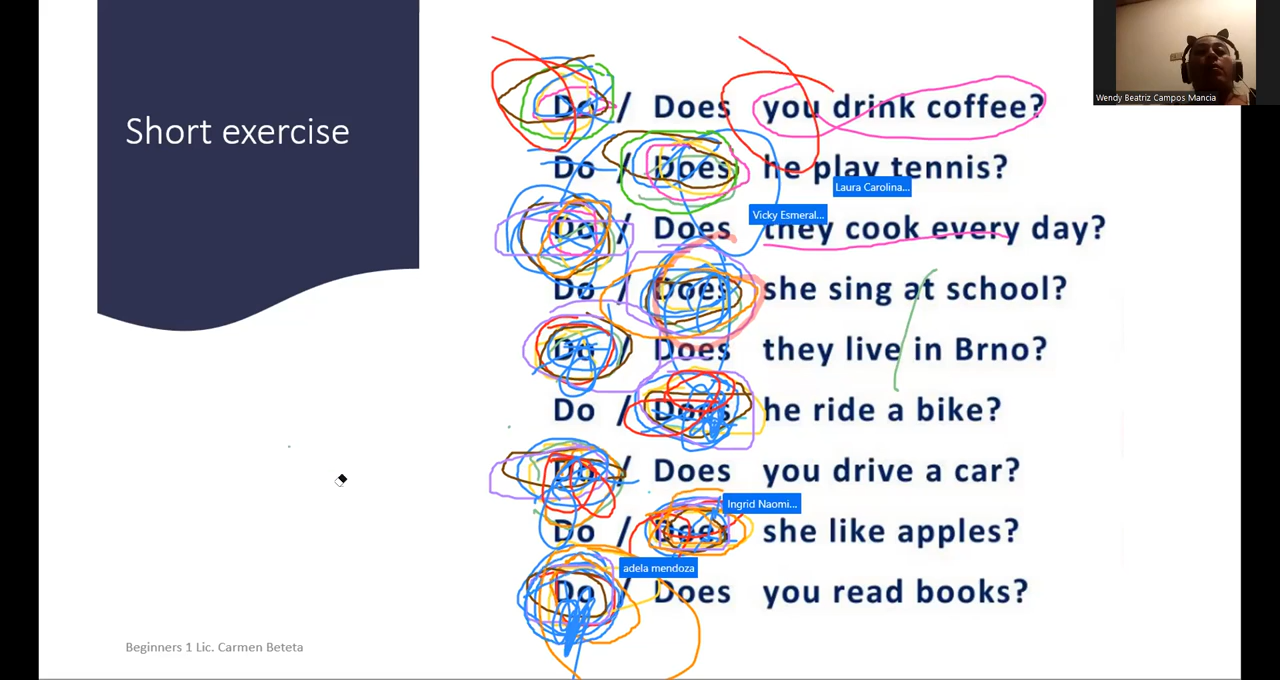 Wendy Beatriz Campos Mancia
Short exercise
Do / Does you drink coffee?
Do / Does he play tennis?
Laura Carolina...
Vicky Esmeral...
Do / Does they cook every day?
Do / Does she sing at school?
Do / Does they live in Brno?
Do / Does he ride a bike?
Do / Does you drive a car?
Ingrid Naomi...
Do / Does she like apples?
adela mendoza
Do / Does you read books?
Beginners 1 Lic. Carmen Beteta